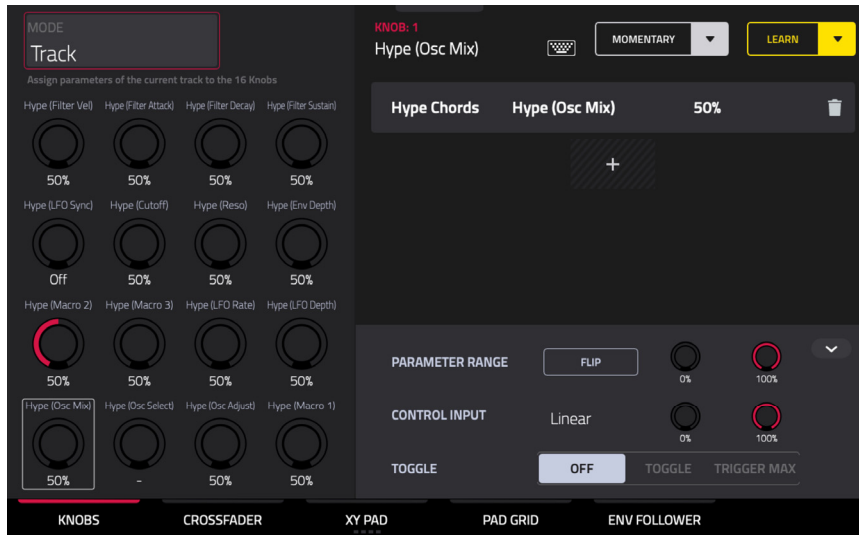 MODE
Track
Assign parameters of the current track to the 16 Knobs
Hype (Filter Vel) Hype (Filter Attack) Hype (Filter Decay) Hype (Filter Sustain)
50% 50% 50% 50%
Hype (LFO Sync) Hype (Cutoff) Hype (Reso) Hype (Env Depth)
Off 50% 50% 50%
Hype (Macro 2) Hype (Macro 3) Hype (LFO Rate) Hype (LFO Depth)
50% 50% 50% 50%
Hype (Osc Mix) Hype (Osc Select) Hype (Osc Adjust) Hype (Macro 1)
50% - 50% 50%
KNOB: 1
Hype (Osc Mix)
MOMENTARY
LEARN
Hype Chords Hype (Osc Mix) 50%
+
PARAMETER RANGE FLIP
0% 100%
CONTROL INPUT Linear
0% 100%
TOGGLE OFF TOGGLE TRIGGER MAX
KNOBS CROSSFADER XY PAD PAD GRID ENV FOLLOWER